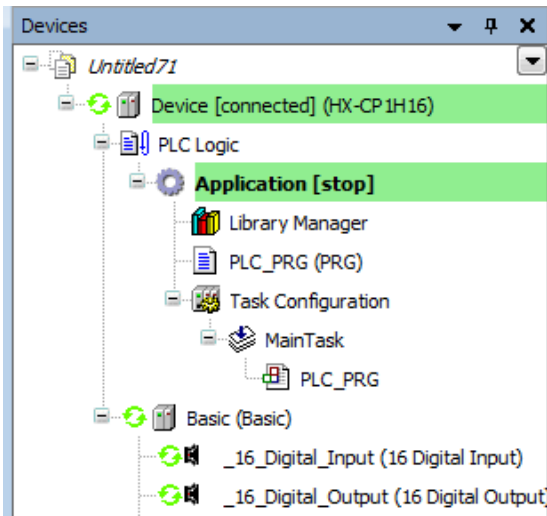 Devices
Untitled71
Device [connected] (HX-CP1H16)
PLC Logic
Application [stop]
Library Manager
PLC_PRG (PRG)
Task Configuration
MainTask
PLC_PRG
Basic (Basic)
_16_Digital_Input (16 Digital Input)
_16_Digital_Output (16 Digital Output)